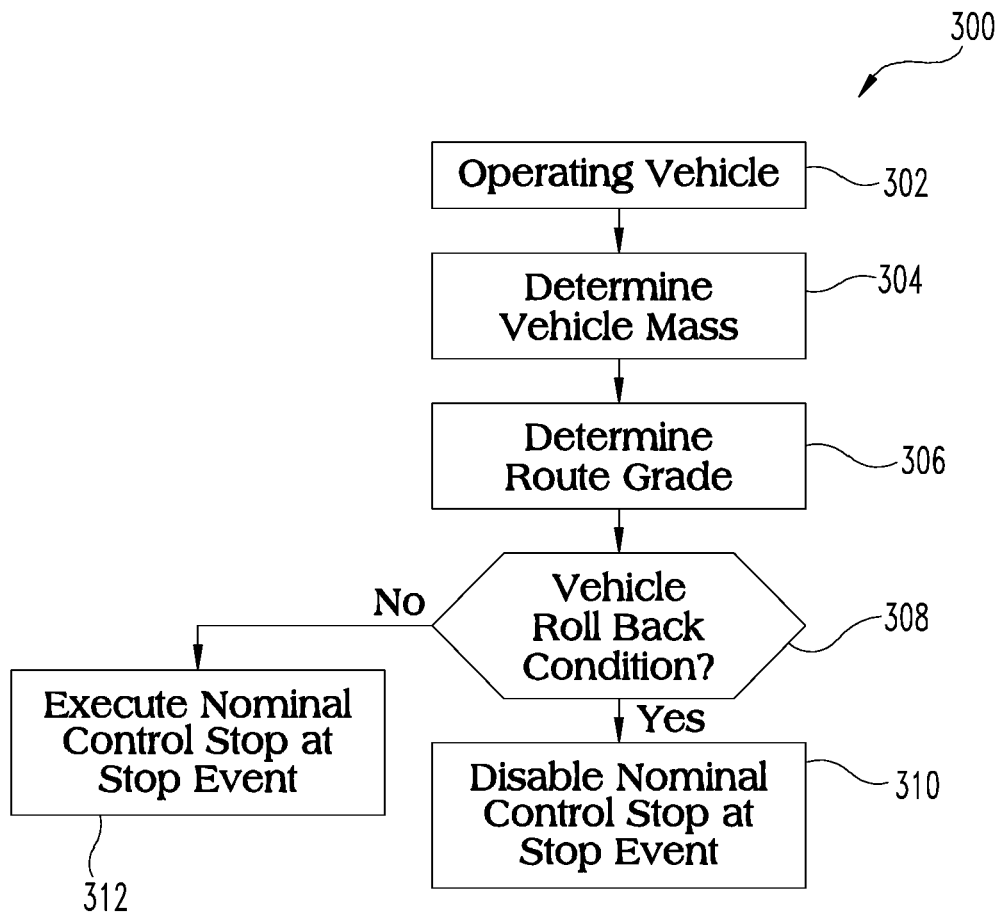 300
Operating Vehicle
302
Determine
Vehicle Mass
304
Determine
Route Grade
306
Vehicle
Roll Back
Condition?
308
No
Yes
Execute Nominal
Control Stop at
Stop Event
312
Disable Nominal
Control Stop at
Stop Event
310